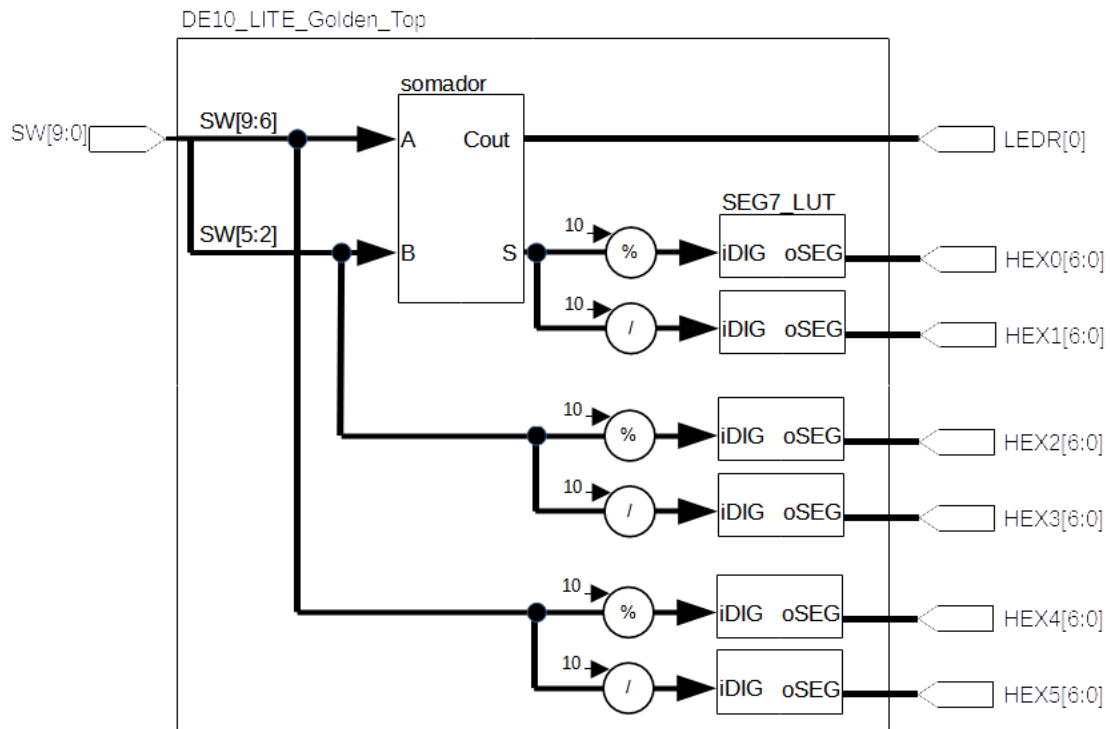 DE10_LITE_Golden_Top
somador
SW[9:0]
SW[9:6]
A
Cout
LEDR[0]
SW[5:2]
B
S
SEG7_LUT
10
%
iDIG oSEG
HEX0[6:0]
10
/
iDIG oSEG
HEX1[6:0]
10
%
iDIG oSEG
HEX2[6:0]
10
/
iDIG oSEG
HEX3[6:0]
10
%
iDIG oSEG
HEX4[6:0]
10
/
iDIG oSEG
HEX5[6:0]